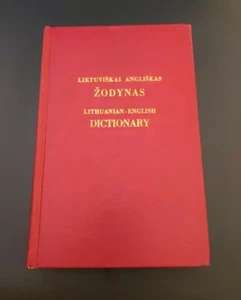 LIETUVIŠKAI ANGLIŠKAS
ŽODYNAS
LITHUANIAN-ENGLISH
DICTIONARY